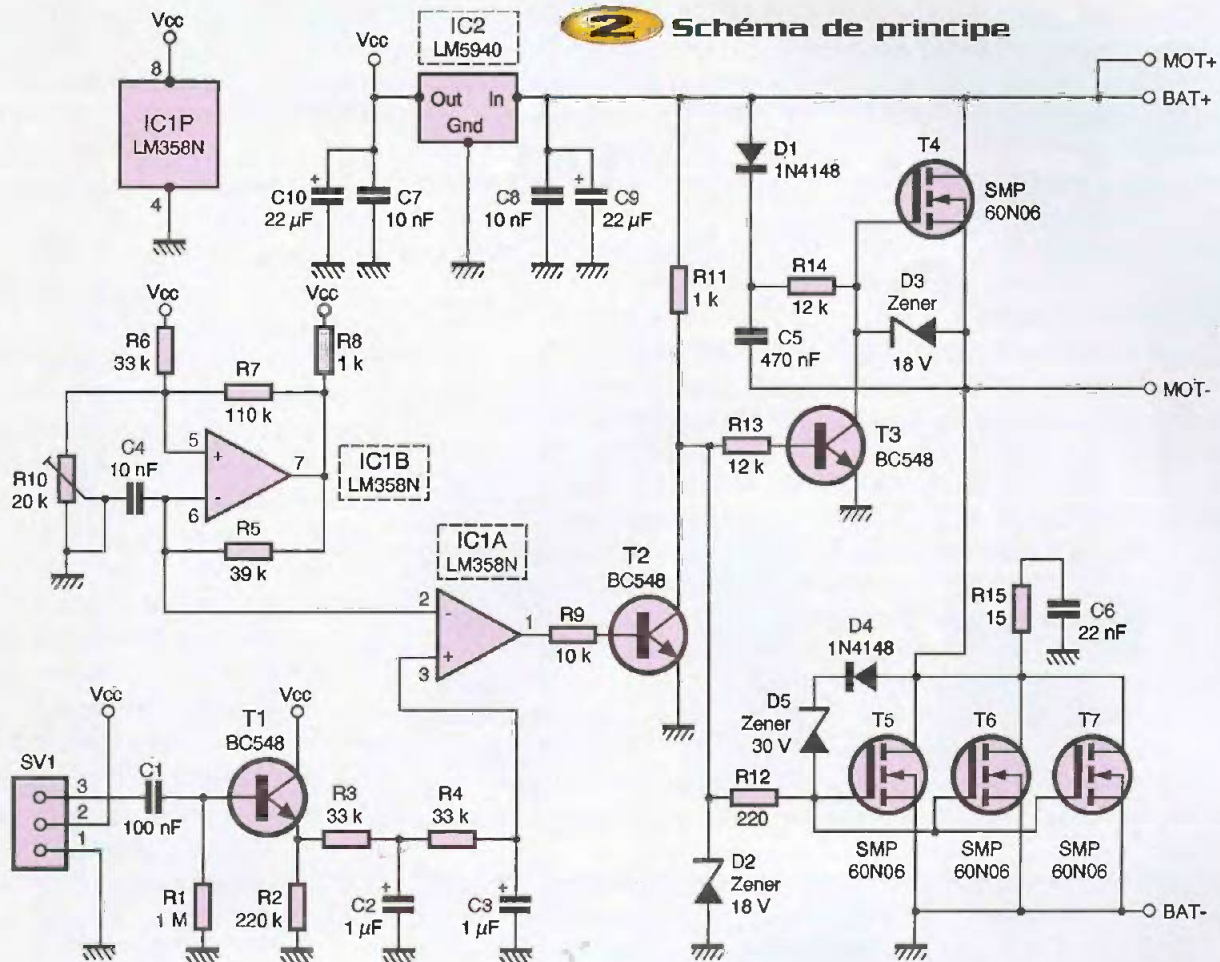 2 Schéma de principe
Vcc
8
IC1P
LM358N
4
Vcc
IC2
LM5940
Out In
Gnd
C10
22 µF
+
C7
10 nF
C8
10 nF
+
C9
22 µF
MOT+
BAT+
D1
1N4148
T4
SMP
60N06
R11
1 k
R14
12 k
D3
Zener
18 V
C5
470 nF
MOT-
R13
12 k
T3
BC548
Vcc
R6
33 k
Vcc
R8
1 k
R7
110 k
C4
10 nF
R10
20 k
5
+
7
-
6
IC1B
LM358N
R5
39 k
IC1A
LM358N
2
-
1
+
3
R9
10 k
T2
BC548
R15
15
C6
22 nF
D4
1N4148
D5
Zener
30 V
T5
T6
T7
R12
220
SMP
60N06
SMP
60N06
SMP
60N06
D2
Zener
18 V
BAT-
Vcc
SV1
3
2
1
C1
100 nF
T1
BC548
Vcc
R3
33 k
R4
33 k
R1
1 M
R2
220 k
+
C2
1 µF
+
C3
1 µF